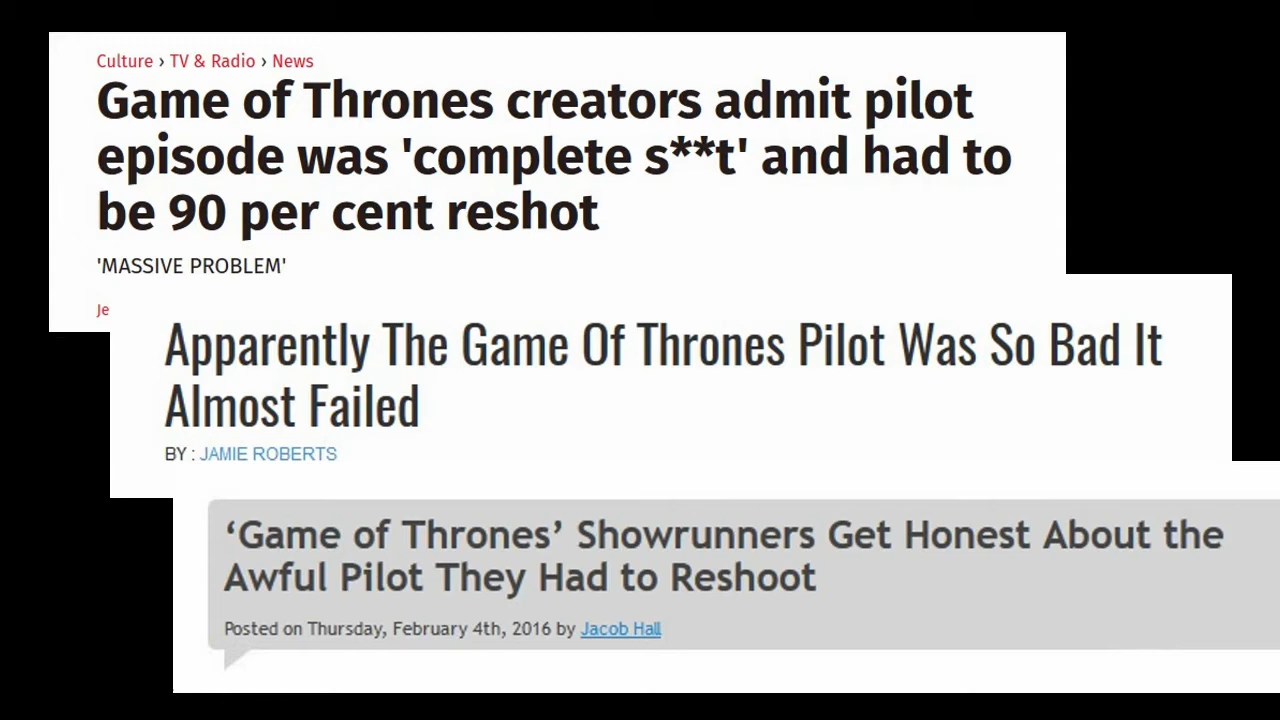 Culture › TV & Radio › News
Game of Thrones creators admit pilot
episode was 'complete s**t' and had to
be 90 per cent reshot
'MASSIVE PROBLEM'
Je
Apparently The Game Of Thrones Pilot Was So Bad It
Almost Failed
BY : JAMIE ROBERTS
‘Game of Thrones’ Showrunners Get Honest About the
Awful Pilot They Had to Reshoot
Posted on Thursday, February 4th, 2016 by Jacob Hall